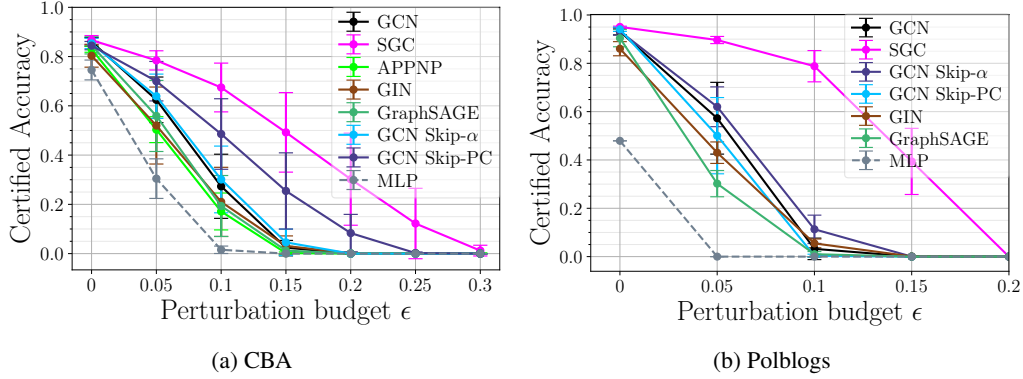 Certified Accuracy
1.0
0.8
0.6
0.4
0.2
0.0
0
0.05
0.1
0.15
0.2
0.25
0.3
Perturbation budget ϵ
GCN
SGC
APPNP
GIN
GraphSAGE
GCN Skip-α
GCN Skip-PC
MLP
(a) CBA
Certified Accuracy
1.0
0.8
0.6
0.4
0.2
0.0
0
0.05
0.1
0.15
0.2
Perturbation budget ϵ
GCN
SGC
GCN Skip-α
GCN Skip-PC
GIN
GraphSAGE
MLP
(b) Polblogs